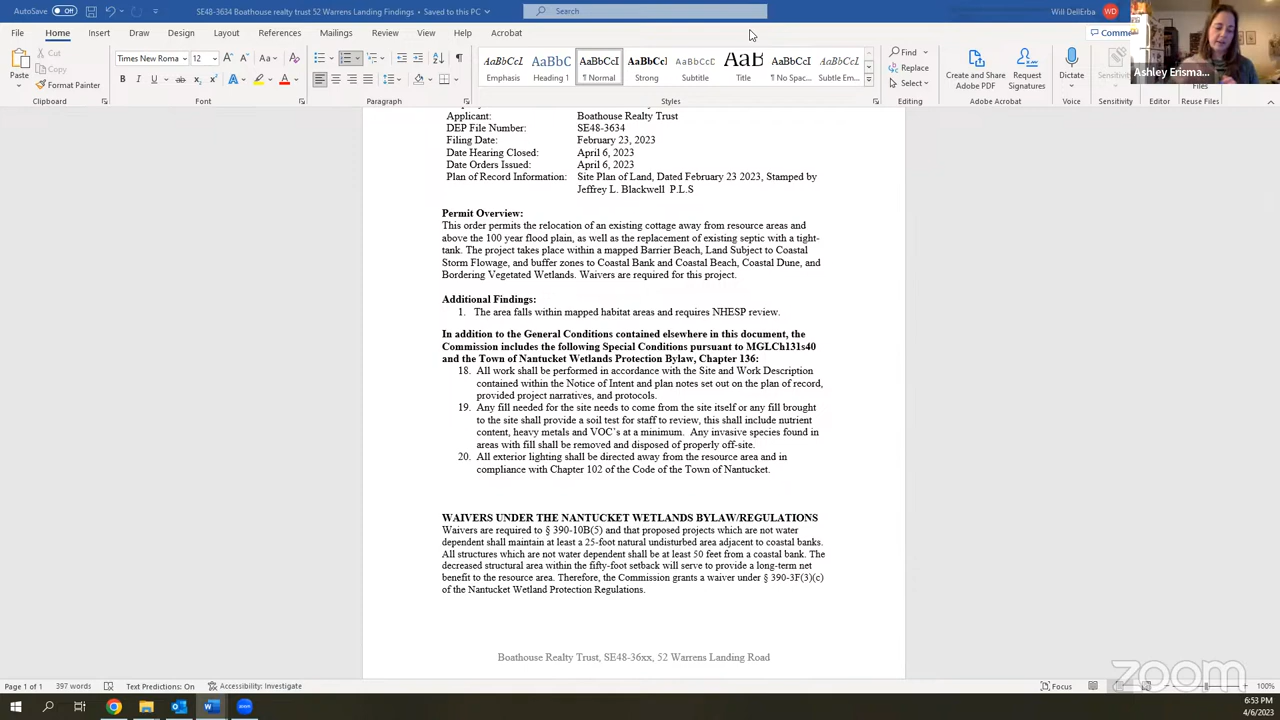 AutoSave Off
SE48-3634 Boathouse realty trust 52 Warrens Landing Findings. • Saved to this PC
Search
Will DellErba WD
File Home Insert Draw Design Layout References Mailings Review View Help Acrobat
Paste
Cut
Copy
Format Painter
Clipboard
Times New Roma 12
Font
Paragraph
AaBbCcL Emphasis
AaBbC Heading 1
AaBbCcI ¶ Normal
AaBbCcl Strong
AaBbCcI Subtitle
AaB Title
AaBbCcI ¶ No Spac...
AaBbCcL Subtle Em...
Styles
Find
Replace
Select
Editing
Create and Share Adobe PDF
Request Signatures
Adobe Acrobat
Dictate
Voice
Sensitivity
Sensitivity
Editor
Reuse Files
Ashley Erisma...
Applicant: Boathouse Realty Trust
DEP File Number: SE48-3634
Filing Date: February 23, 2023
Date Hearing Closed: April 6, 2023
Date Orders Issued: April 6, 2023
Plan of Record Information: Site Plan of Land, Dated February 23 2023, Stamped by
Jeffrey L. Blackwell P.L.S
Permit Overview:
This order permits the relocation of an existing cottage away from resource areas and
above the 100 year flood plain, as well as the replacement of existing septic with a tight-
tank. The project takes place within a mapped Barrier Beach, Land Subject to Coastal
Storm Flowage, and buffer zones to Coastal Bank and Coastal Beach, Coastal Dune, and
Bordering Vegetated Wetlands. Waivers are required for this project.
Additional Findings:
1. The area falls within mapped habitat areas and requires NHESP review.
In addition to the General Conditions contained elsewhere in this document, the
Commission includes the following Special Conditions pursuant to MGLCh131s40
and the Town of Nantucket Wetlands Protection Bylaw, Chapter 136:
18. All work shall be performed in accordance with the Site and Work Description
contained within the Notice of Intent and plan notes set out on the plan of record,
provided project narratives, and protocols.
19. Any fill needed for the site needs to come from the site itself or any fill brought
to the site shall provide a soil test for staff to review, this shall include nutrient
content, heavy metals and VOC's at a minimum. Any invasive species found in
areas with fill shall be removed and disposed of properly off-site.
20. All exterior lighting shall be directed away from the resource area and in
compliance with Chapter 102 of the Code of the Town of Nantucket.
WAIVERS UNDER THE NANTUCKET WETLANDS BYLAW/REGULATIONS
Waivers are required to § 390-10B(5) and that proposed projects which are not water
dependent shall maintain at least a 25-foot natural undisturbed area adjacent to coastal banks.
All structures which are not water dependent shall be at least 50 feet from a coastal bank. The
decreased structural area within the fifty-foot setback will serve to provide a long-term net
benefit to the resource area. Therefore, the Commission grants a waiver under § 390-3F(3)(c)
of the Nantucket Wetland Protection Regulations.
Boathouse Realty Trust, SE48-36xx, 52 Warrens Landing Road
zoom
Page 1 of 1 397 words Text Predictions: On Accessibility: Investigate
Focus 100%
6:53 PM
4/6/2023